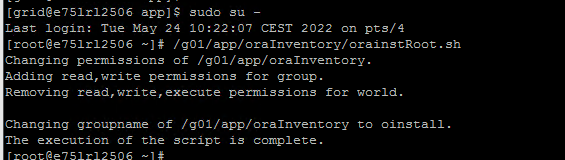 [grid@e75lrl2506 app]$ sudo su -
Last login: Tue May 24 10:22:07 CEST 2022 on pts/4
[root@e75lrl2506 ~]# /g01/app/oraInventory/orainstRoot.sh
Changing permissions of /g01/app/oraInventory.
Adding read,write permissions for group.
Removing read,write,execute permissions for world.

Changing groupname of /g01/app/oraInventory to oinstall.
The execution of the script is complete.
[root@e75lrl2506 ~]#